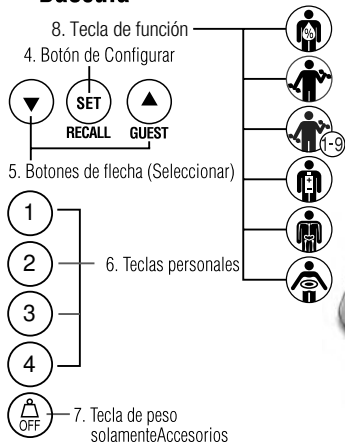 Báscula
8. Tecla de función
4. Botón de Configurar
%
SET
RECALL
GUEST
1-9
5. Botones de flecha (Seleccionar)
+
-
1
2
6. Teclas personales
3
4
OFF
7. Tecla de peso
solamenteAccesorios